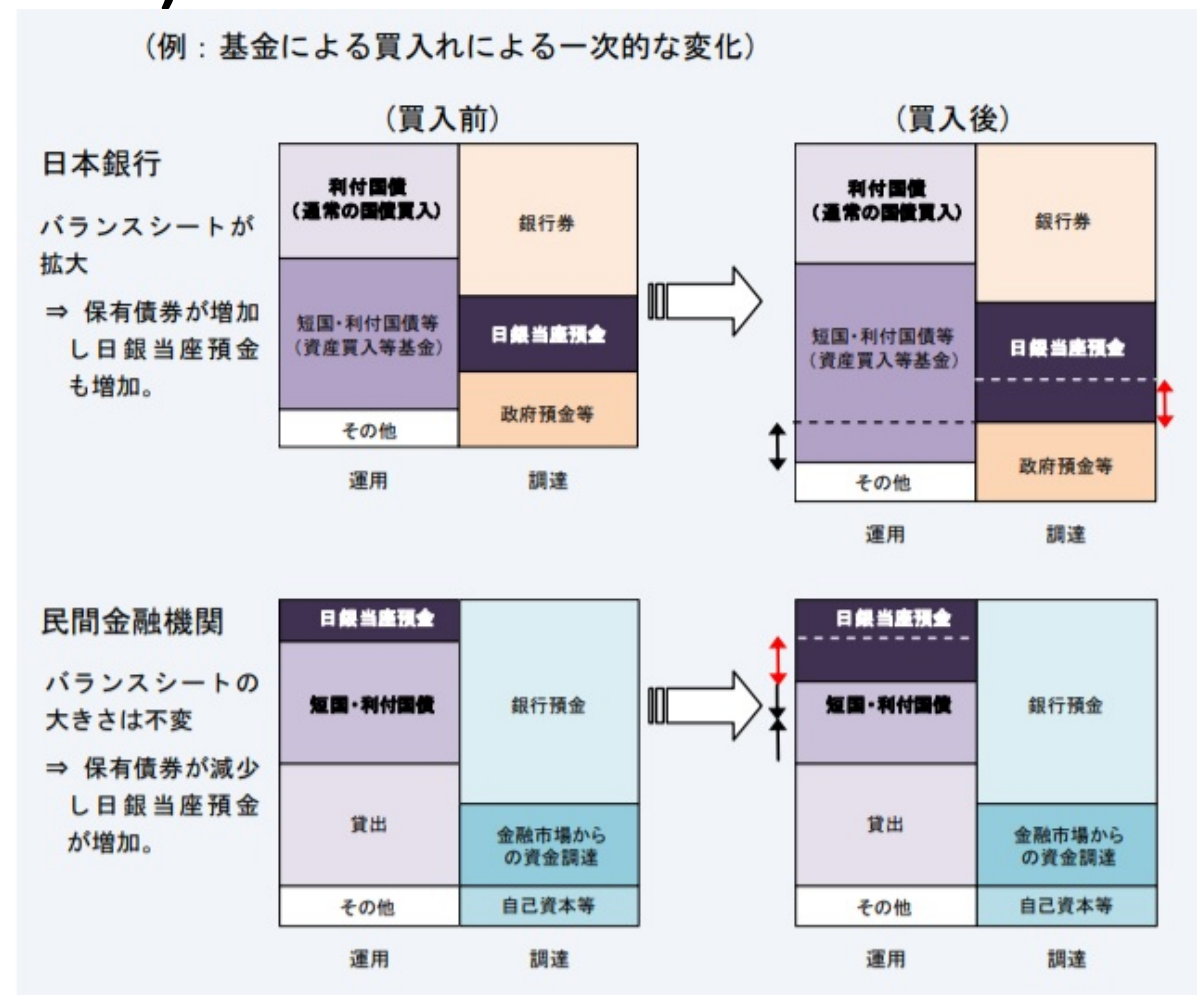 （例：基金による買入れによる一次的な変化）
（買入前）
（買入後）
日本銀行
バランスシートが
拡大
⇒ 保有債券が増加
し日銀当座預金
も増加。
利付国債
（通常の国債買入）
銀行券
短国・利付国債等
（資産買入等基金）
日銀当座預金
政府預金等
その他
運用
調達
利付国債
（通常の国債買入）
銀行券
短国・利付国債等
（資産買入等基金）
日銀当座預金
政府預金等
その他
運用
調達
民間金融機関
バランスシートの
大きさは不変
⇒ 保有債券が減少
し日銀当座預金
が増加。
日銀当座預金
短国・利付国債
銀行預金
貸出
金融市場から
の資金調達
その他
自己資本等
運用
調達
日銀当座預金
短国・利付国債
銀行預金
貸出
金融市場から
の資金調達
その他
自己資本等
運用
調達